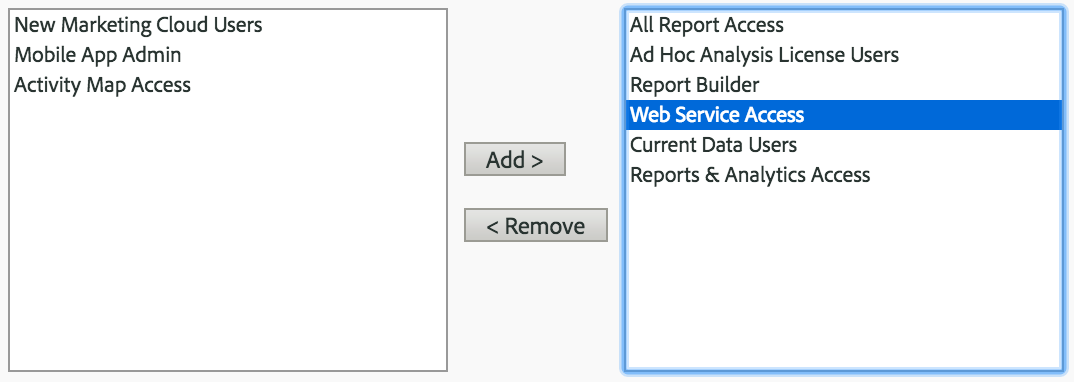 New Marketing Cloud Users
Mobile App Admin
Activity Map Access
Add >
< Remove
All Report Access
Ad Hoc Analysis License Users
Report Builder
Web Service Access
Current Data Users
Reports & Analytics Access